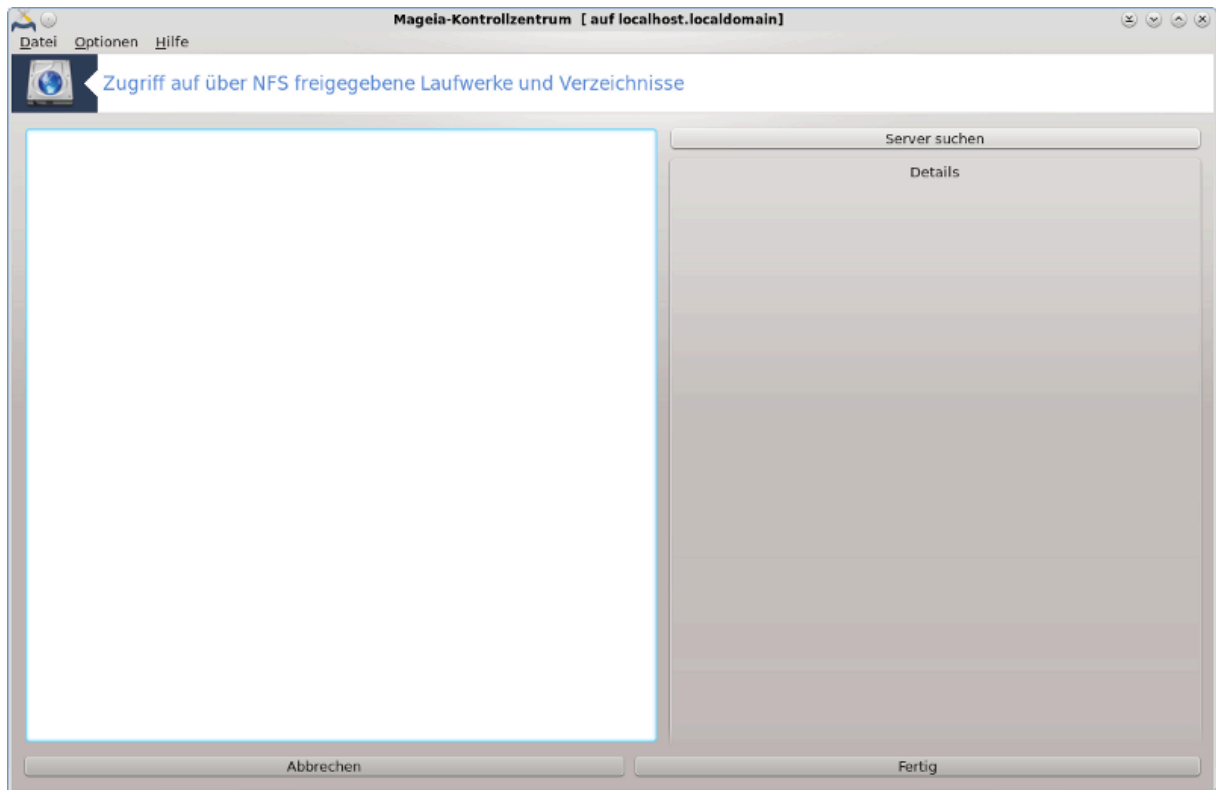 Mageia-Kontrollzentrum [ auf localhost.localdomain]
Datei Optionen Hilfe
Zugriff auf über NFS freigegebene Laufwerke und Verzeichnisse
Server suchen
Details
Abbrechen Fertig